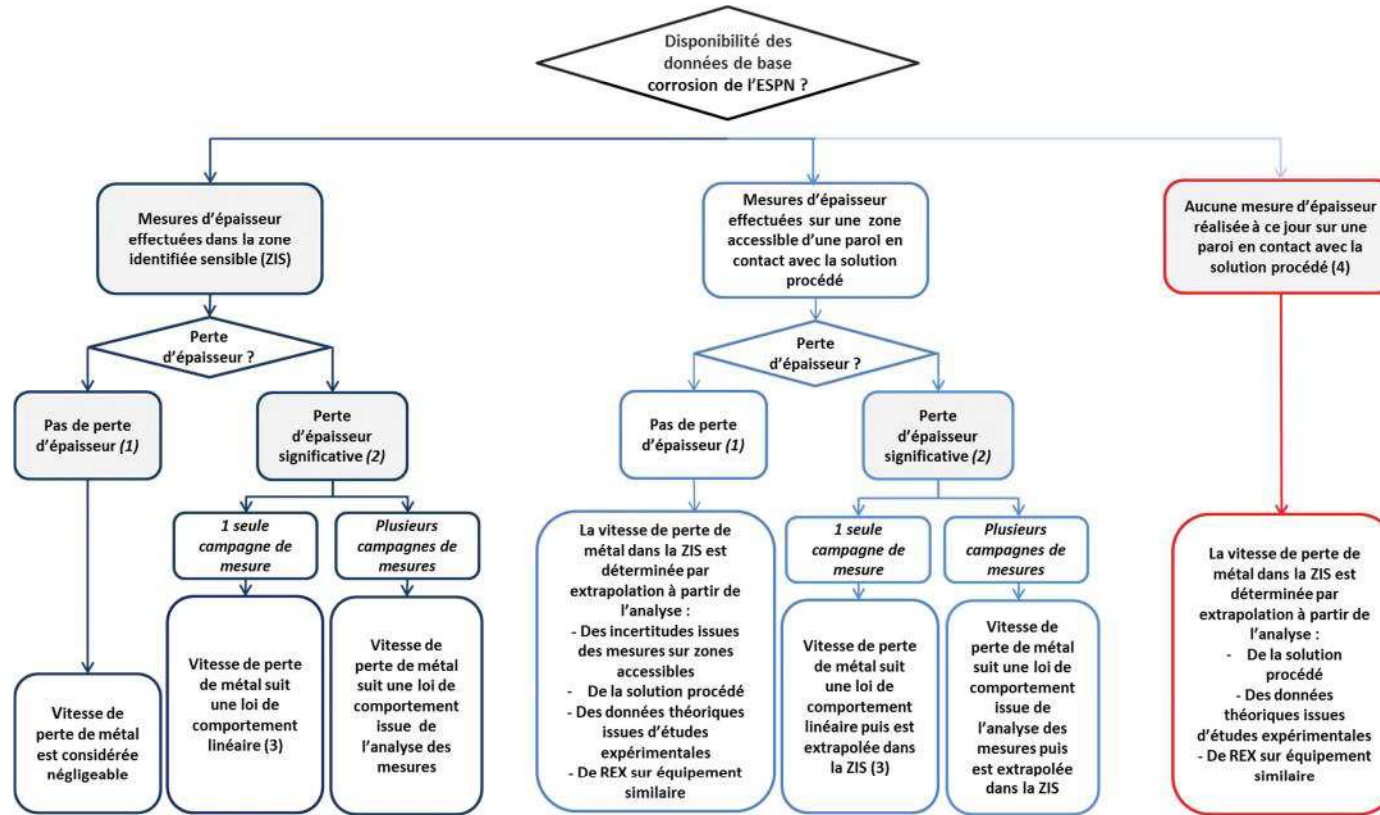 Disponibilité des
données de base
corrosion de l'ESPN ?
Mesures d'épaisseur
effectuées dans la zone
identifiée sensible (ZIS)
Perte
d'épaisseur ?
Pas de perte
d'épaisseur (1)
Perte
d'épaisseur
significative (2)
1 seule
campagne de
mesure
Plusieurs
campagnes de
mesures
Vitesse de
perte de métal
est considérée
négligeable
Vitesse de perte
de métal suit
une loi de
comportement
linéaire (3)
Vitesse de
perte de métal
suit une loi de
comportement
issue de
l'analyse des
mesures
Mesures d'épaisseur
effectuées sur une zone
accessible d'une paroi en
contact avec la solution
procédé
Perte
d'épaisseur ?
Pas de perte
d'épaisseur (1)
Perte
d'épaisseur
significative (2)
1 seule
campagne de
mesure
Plusieurs
campagnes de
mesures
La vitesse de perte de
métal dans la ZIS est
déterminée par
extrapolation à partir de
l'analyse :
- Des incertitudes issues
des mesures sur zones
accessibles
- De la solution procédé
- Des données théoriques
issues d'études
expérimentales
- De REX sur équipement
similaire
Vitesse de perte
de métal suit
une loi de
comportement
linéaire puis est
extrapolée dans
la ZIS (3)
Vitesse de
perte de métal
suit une loi de
comportement
issue de
l'analyse des
mesures puis
est extrapolée
dans la ZIS
Aucune mesure d'épaisseur
réalisée à ce jour sur une
paroi en contact avec la
solution procédé (4)
La vitesse de perte de
métal dans la ZIS est
déterminée par
extrapolation à partir de
l'analyse :
- De la solution
procédé
- Des données
théoriques issues
d'études expérimentales
- De REX sur équipement
similaire